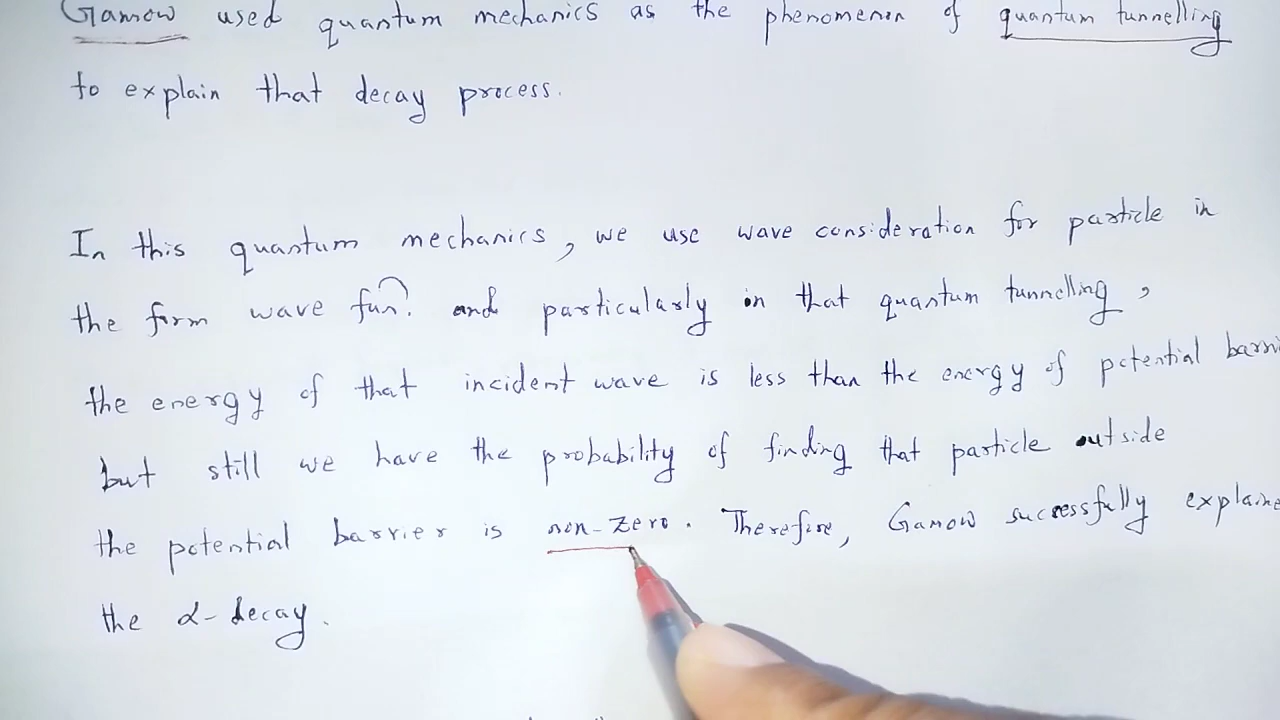 Gamow used quantum mechanics as the phenomenon of quantum tunnelling
to explain that decay process.
In this quantum mechanics, we use wave consideration for particle in
the form wave fun. and particularly in that quantum tunnelling,
the energy of that incident wave is less than the energy of potential barri
but still we have the probability of finding that particle outside
the potential barrier is non-zero. Therefore, Gamow successfully explaine
the α-decay.